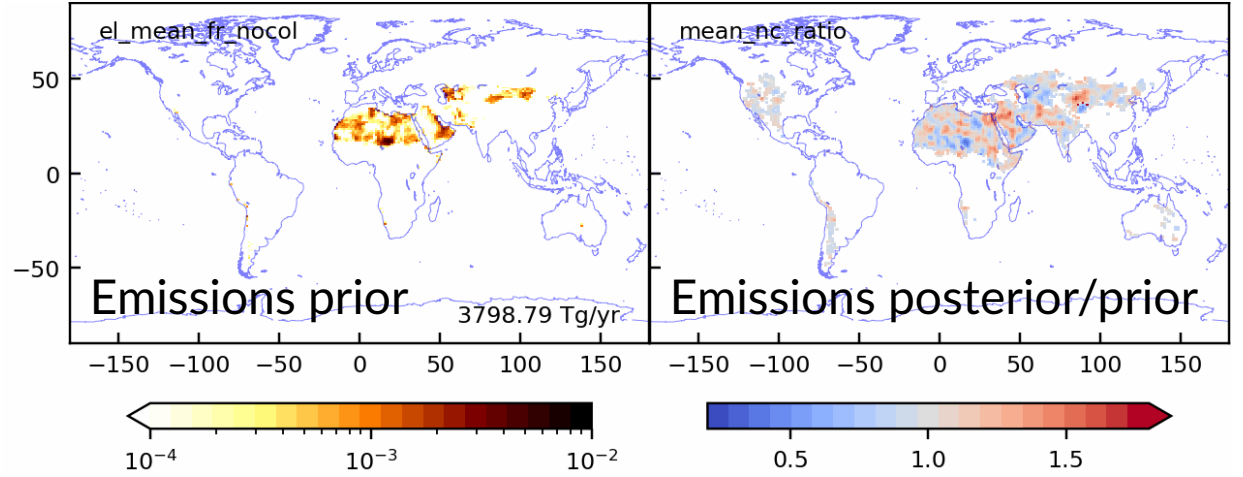 el_mean_fr_nocol
mean_nc_ratio
50
0
−50
Emissions prior
3798.79 Tg/yr
Emissions posterior/prior
−150 −100 −50 0 50 100 150
−150 −100 −50 0 50 100 150
10⁻⁴ 10⁻³ 10⁻²
0.5 1.0 1.5